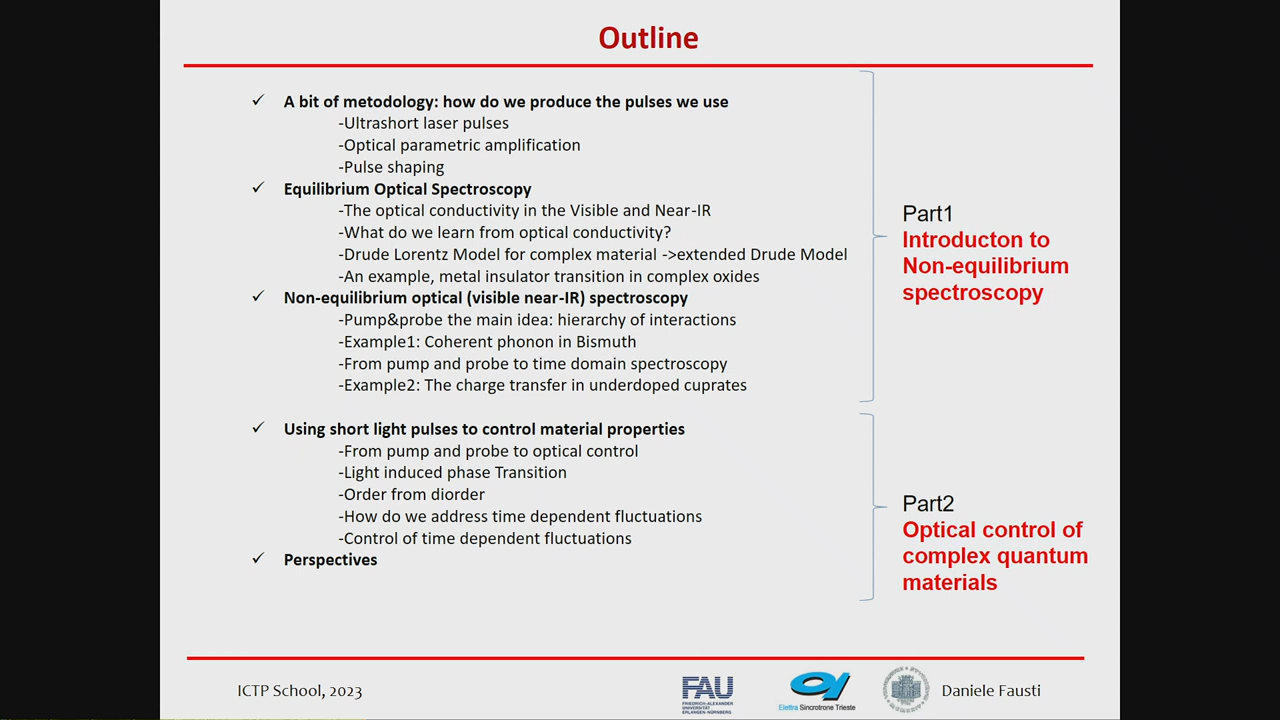 Outline
✓ A bit of metodology: how do we produce the pulses we use
-Ultrashort laser pulses
-Optical parametric amplification
-Pulse shaping
✓ Equilibrium Optical Spectroscopy
-The optical conductivity in the Visible and Near-IR
-What do we learn from optical conductivity?
-Drude Lorentz Model for complex material ->extended Drude Model
-An example, metal insulator transition in complex oxides
✓ Non-equilibrium optical (visible near-IR) spectroscopy
-Pump&probe the main idea: hierarchy of interactions
-Example1: Coherent phonon in Bismuth
-From pump and probe to time domain spectroscopy
-Example2: The charge transfer in underdoped cuprates
Part1
Introducton to
Non-equilibrium
spectroscopy
✓ Using short light pulses to control material properties
-From pump and probe to optical control
-Light induced phase Transition
-Order from diorder
-How do we address time dependent fluctuations
-Control of time dependent fluctuations
✓ Perspectives
Part2
Optical control of
complex quantum
materials
ICTP School, 2023
FAU
FRIEDRICH-ALEXANDER
UNIVERSITÄT
ERLANGEN-NÜRNBERG
Elettra Sincrotrone Trieste
Daniele Fausti